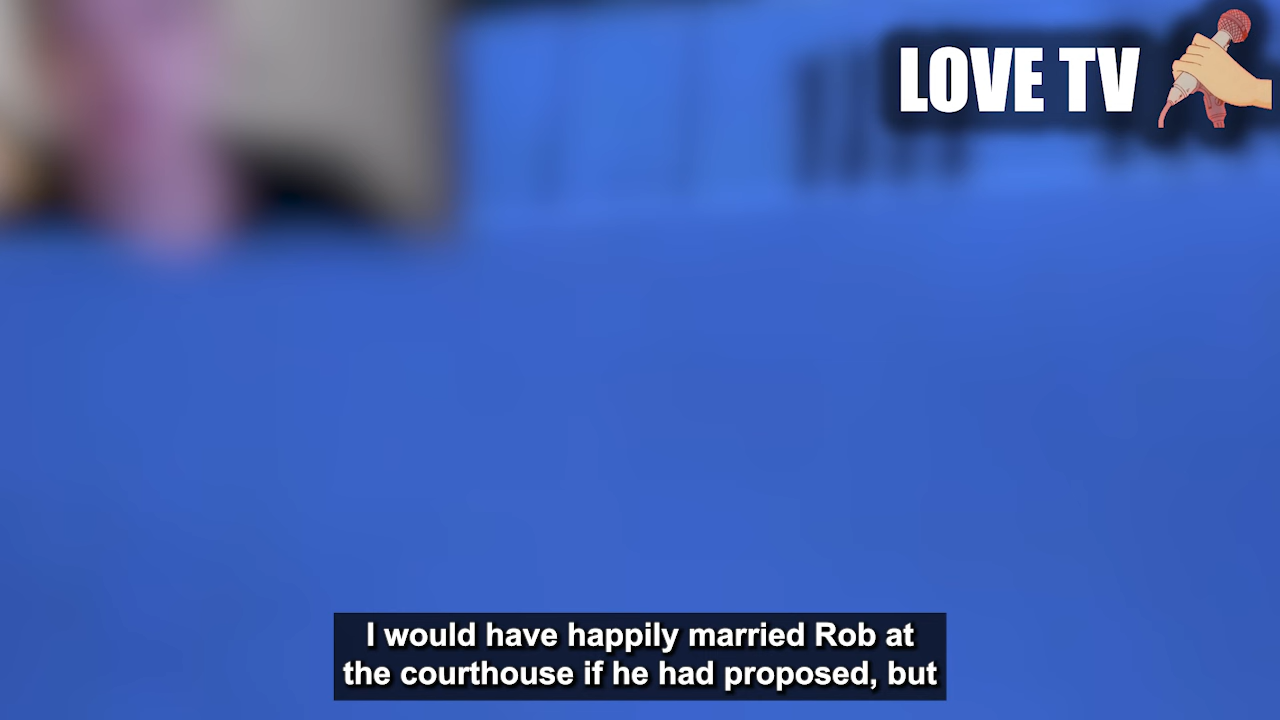 LOVE TV
I would have happily married Rob at
the courthouse if he had proposed, but